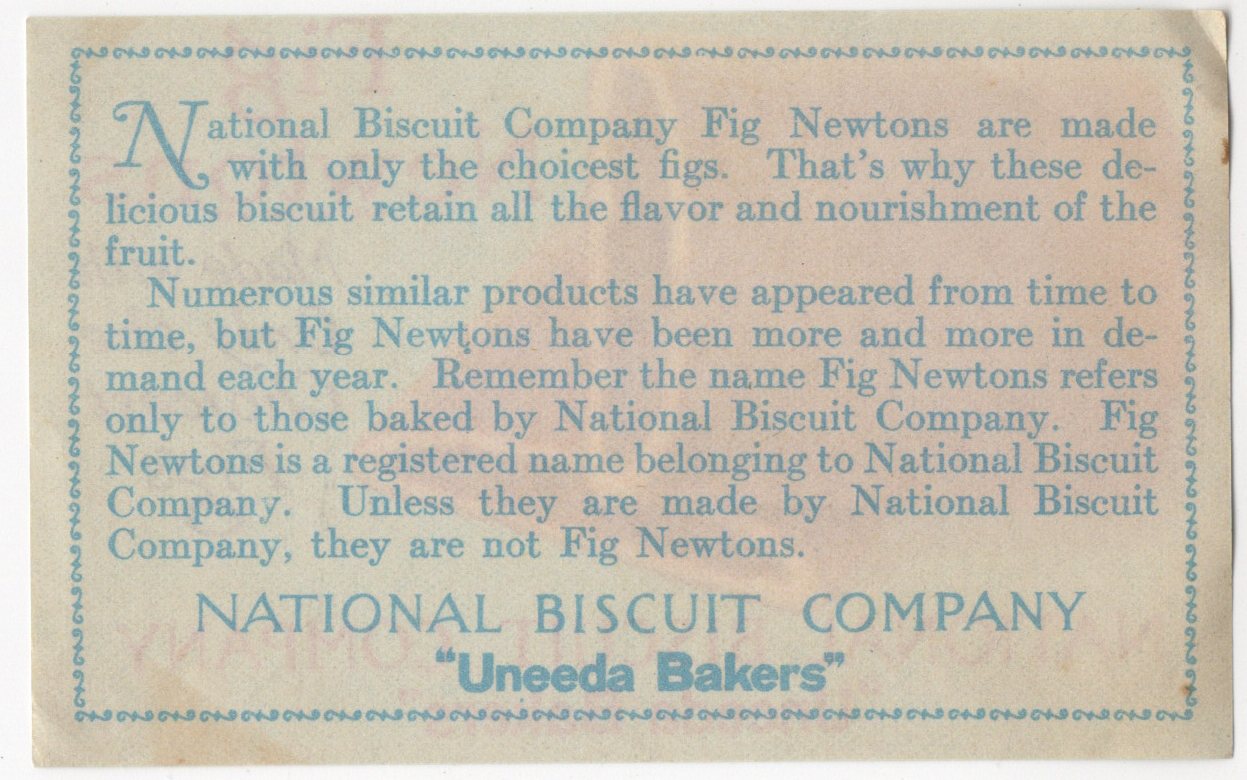 National Biscuit Company Fig Newtons are made
with only the choicest figs. That's why these de-
licious biscuit retain all the flavor and nourishment of the
fruit.
Numerous similar products have appeared from time to
time, but Fig Newtons have been more and more in de-
mand each year. Remember the name Fig Newtons refers
only to those baked by National Biscuit Company. Fig
Newtons is a registered name belonging to National Biscuit
Company. Unless they are made by National Biscuit
Company, they are not Fig Newtons.
NATIONAL BISCUIT COMPANY
"Uneeda Bakers"